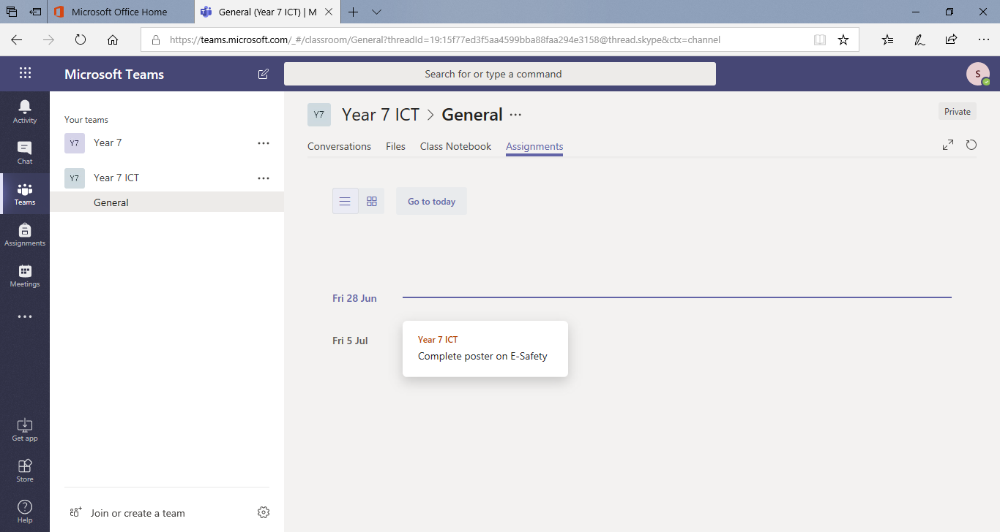 Microsoft Office Home
General (Year 7 ICT) | M
https://teams.microsoft.com/_#/classroom/General?threadId=19:15f77ed3f5aa4599bba88faa294e3158@thread.skype&ctx=channel
Microsoft Teams
Search for or type a command
S
Activity
Chat
Teams
Assignments
Meetings
Get app
Store
Help
Your teams
Y7 Year 7
Y7 Year 7 ICT
General
Join or create a team
Y7 Year 7 ICT > General
Private
Conversations Files Class Notebook Assignments
Go to today
Fri 28 Jun
Fri 5 Jul
Year 7 ICT
Complete poster on E-Safety